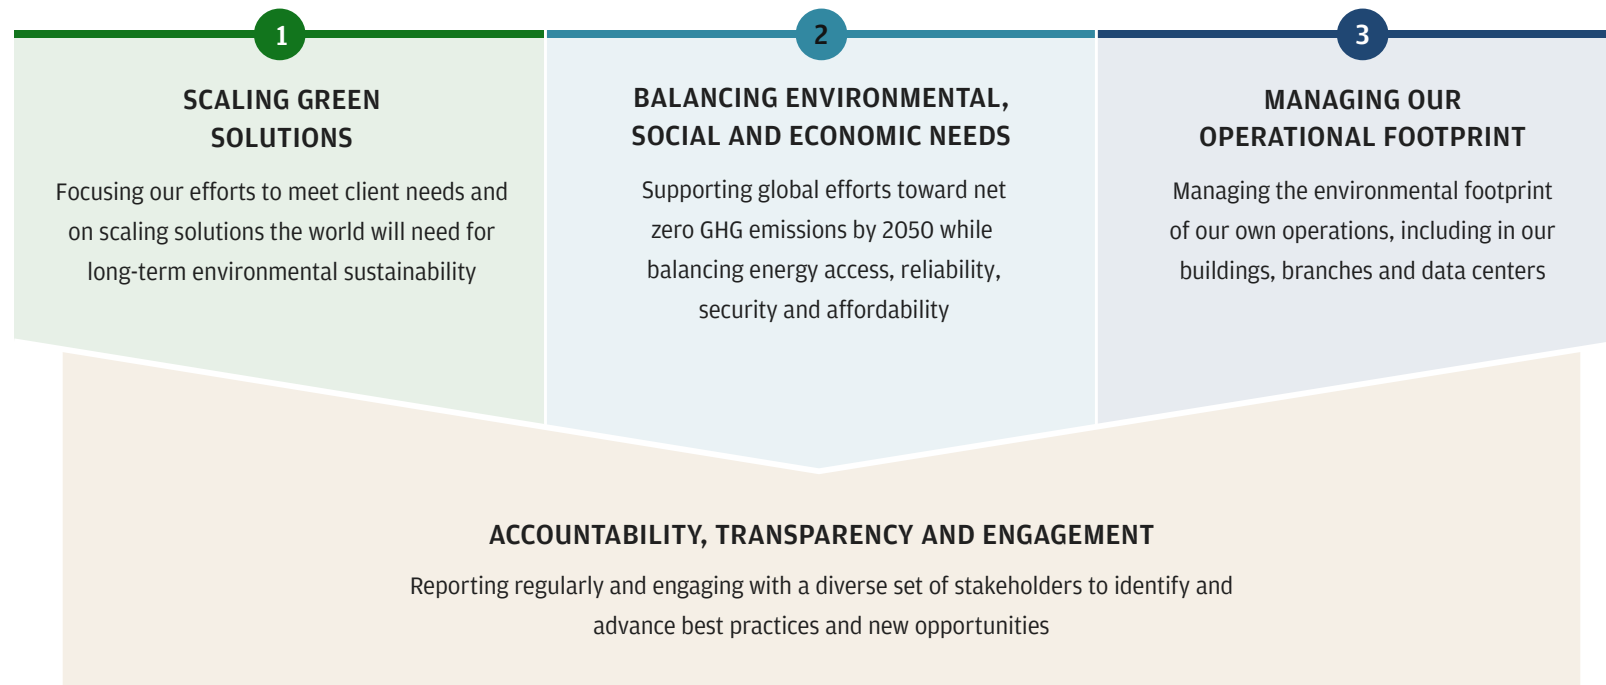 1
SCALING GREEN
SOLUTIONS
Focusing our efforts to meet client needs and
on scaling solutions the world will need for
long-term environmental sustainability
2
BALANCING ENVIRONMENTAL,
SOCIAL AND ECONOMIC NEEDS
Supporting global efforts toward net
zero GHG emissions by 2050 while
balancing energy access, reliability,
security and affordability
3
MANAGING OUR
OPERATIONAL FOOTPRINT
Managing the environmental footprint
of our own operations, including in our
buildings, branches and data centers
ACCOUNTABILITY, TRANSPARENCY AND ENGAGEMENT
Reporting regularly and engaging with a diverse set of stakeholders to identify and
advance best practices and new opportunities